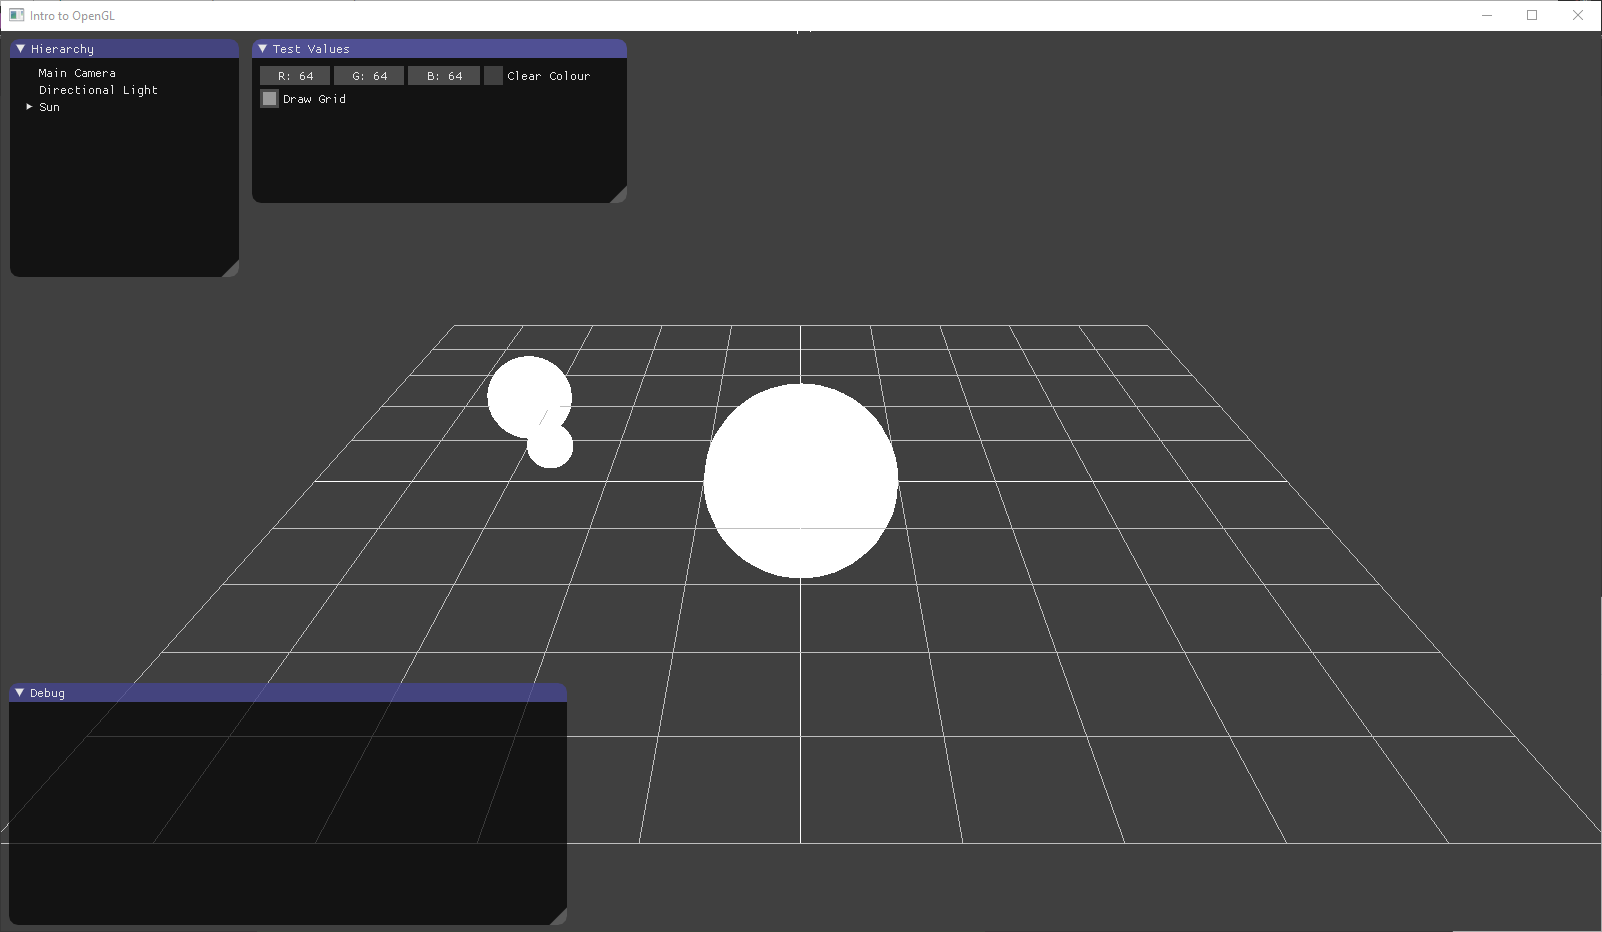 Intro to OpenGL
Hierarchy
Main Camera
Directional Light
Sun
Test Values
R: 64 G: 64 B: 64 Clear Colour
Draw Grid
Debug